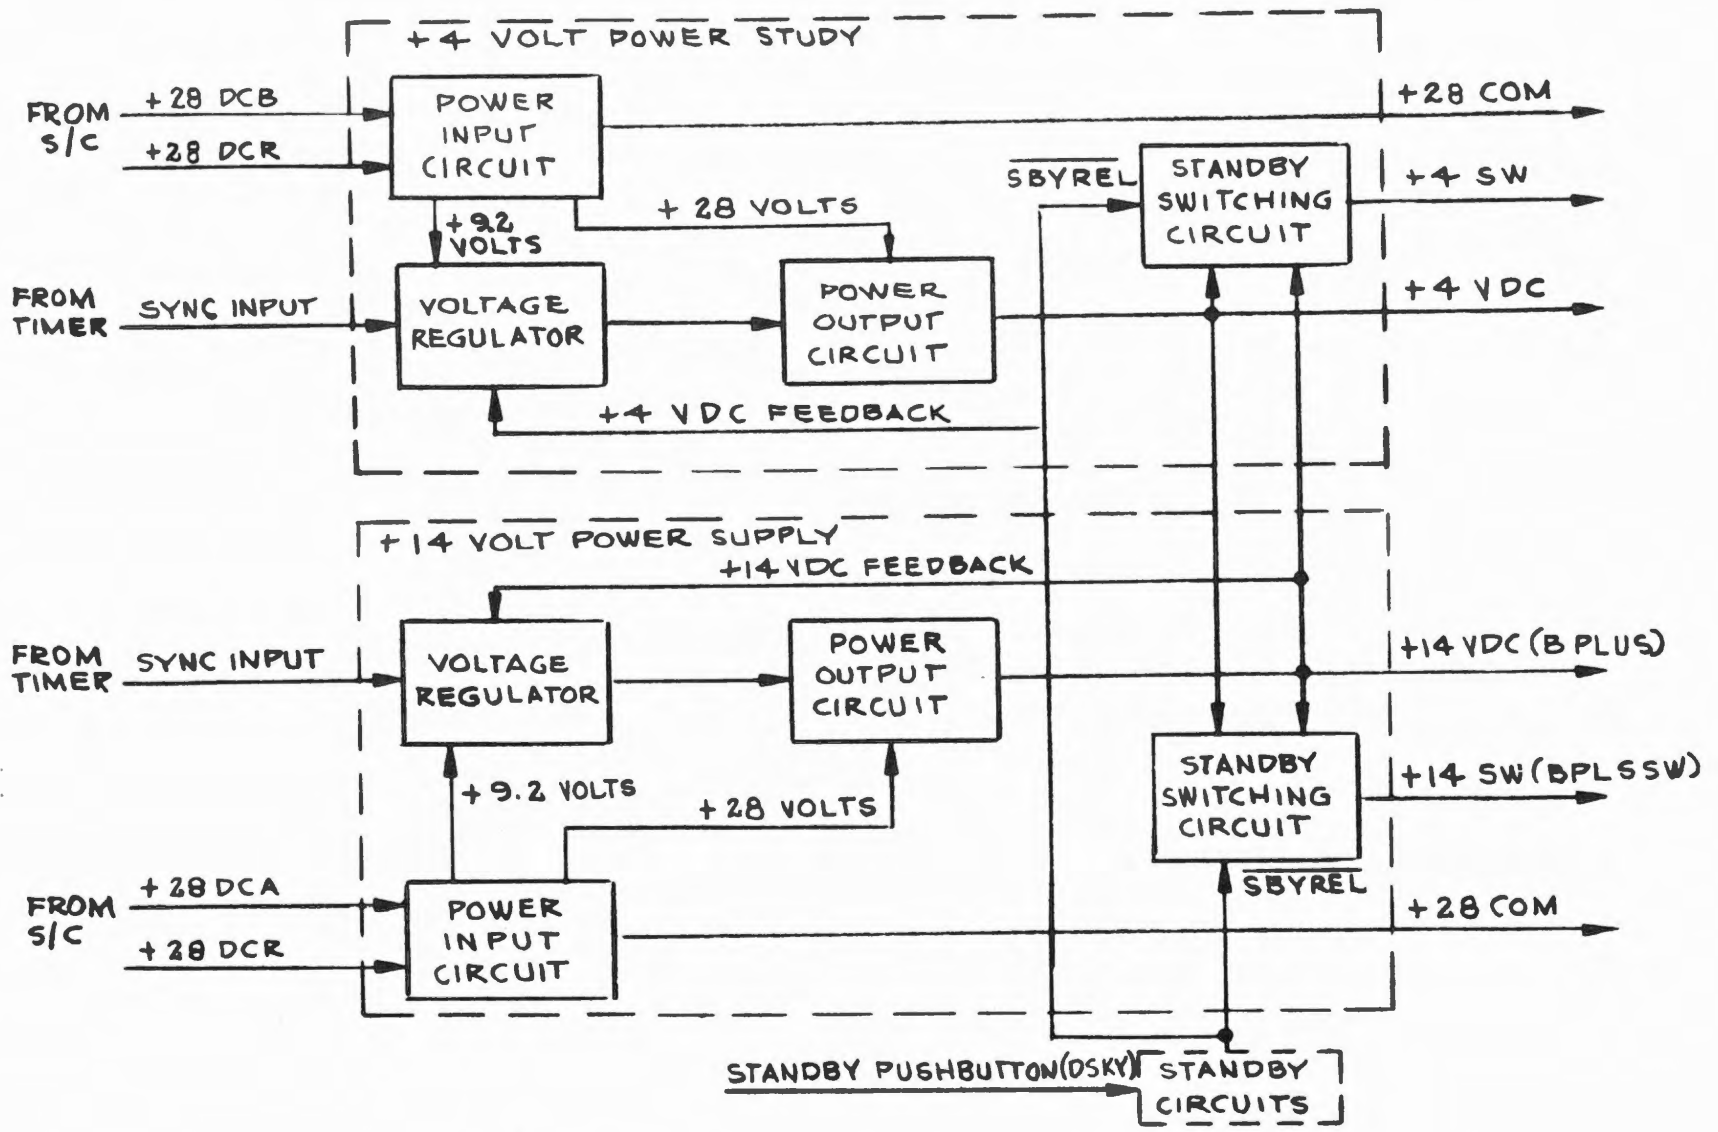 +4 VOLT POWER STUDY
FROM
S/C
+28 DCB
+28 DCR
POWER
INPUT
CIRCUIT
+28 COM
SBYREL
STANDBY
SWITCHING
CIRCUIT
+4 SW
+9.2
VOLTS
+28 VOLTS
FROM
TIMER
SYNC INPUT
VOLTAGE
REGULATOR
POWER
OUTPUT
CIRCUIT
+4 VDC
+4 VDC FEEDBACK
+14 VOLT POWER SUPPLY
+14 VDC FEEDBACK
FROM
TIMER
SYNC INPUT
VOLTAGE
REGULATOR
POWER
OUTPUT
CIRCUIT
+14 VDC (B PLUS)
+9.2 VOLTS
+28 VOLTS
STANDBY
SWITCHING
CIRCUIT
+14 SW (BPLSSW)
SBYREL
FROM
S/C
+28 DCA
+28 DCR
POWER
INPUT
CIRCUIT
+28 COM
STANDBY PUSHBUTTON (DSKY)
STANDBY
CIRCUITS